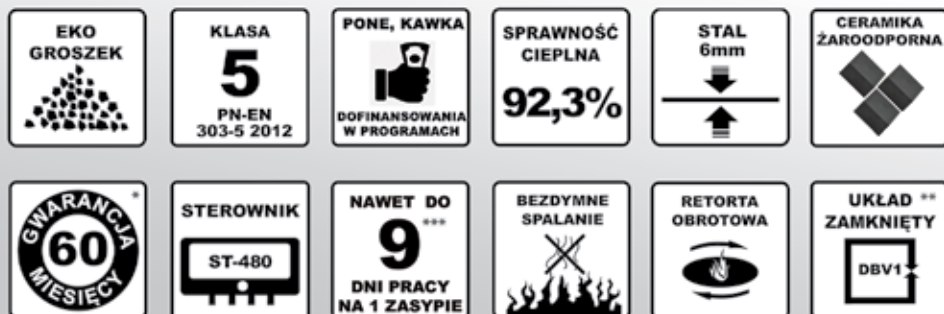 EKO
GROSZEK
KLASA
5
PN-EN
303-5 2012
PONE, KAWKA
DOFINANSOWANIA
W PROGRAMACH
SPRAWNOŚĆ
CIEPLNA
92,3%
STAL
6mm
CERAMIKA
ŻAROODPORNA
GWARANCJA *
60
MIESIĘCY
STEROWNIK
ST-480
NAWET DO
9 ***
DNI PRACY
NA 1 ZASYPIE
BEZDYMNE
SPALANIE
RETORTA
OBROTOWA
UKŁAD **
ZAMKNIĘTY
DBV1